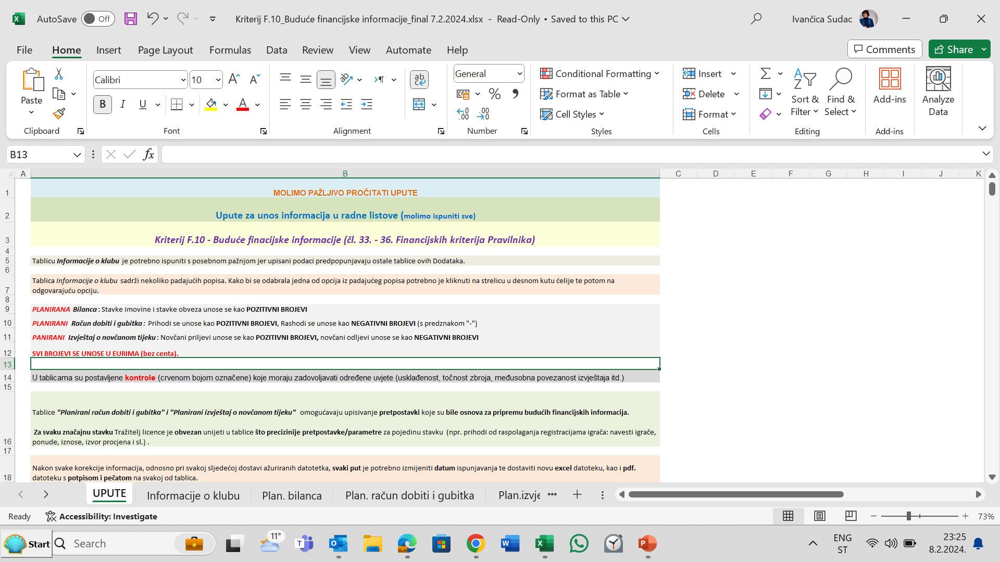 AutoSave Off Kriterij F.10_Buduće financijske informacije_final 7.2.2024.xlsx - Read-Only • Saved to this PC Ivančica Sudac
File Home Insert Page Layout Formulas Data Review View Automate Help Comments Share
Paste Calibri 10 General Conditional Formatting Insert
Format as Table Delete Sort & Filter Find & Select Add-ins Analyze Data
B I U Cell Styles Format
Clipboard Font Alignment Number Styles Cells Editing Add-ins
B13 fx
A B C D E F G H I J K
1 MOLIMO PAŽLJIVO PROČITATI UPUTE
2 Upute za unos informacija u radne listove (molimo ispuniti sve)
3 Kriterij F.10 - Buduće finacijske informacije (čl. 33. - 36. Financijskih kriterija Pravilnika)
4
5 Tablicu Informacije o klubu je potrebno ispuniti s posebnom pažnjom jer upisani podaci predpopunjavaju ostale tablice ovih Dodataka.
6
Tablica Informacije o klubu sadrži nekoliko padajućih popisa. Kako bi se odabrala jedna od opcija iz padajućeg popisa potrebno je kliknuti na strelicu u desnom kutu ćelije te potom na
7 odgovarajuću opciju.
8
9 PLANIRANA Bilanca : Stavke imovine i stavke obveza unose se kao POZITIVNI BROJEVI
10 PLANIRANI Račun dobiti i gubitka : Prihodi se unose kao POZITIVNI BROJEVI, Rashodi se unose kao NEGATIVNI BROJEVI (s predznakom "-")
11 PANIRANI Izvještaj o novčanom tijeku : Novčani priljevi unose se kao POZITIVNI BROJEVI, novčani odljevi unose se kao NEGATIVNI BROJEVI
12 SVI BROJEVI SE UNOSE U EURIMA (bez centa).
13
14 U tablicama su postavljene kontrole (crvenom bojom označene) koje moraju zadovoljavati određene uvjete (usklađenost, točnost zbroja, međusobna povezanost izvještaja itd.)
15
Tablice "Planirani račun dobiti i gubitka" i "Planirani izvještaj o novčanom tijeku" omogućavaju upisivanje pretpostavki koje su bile osnova za pripremu budućih financijskih informacija.
Za svaku značajnu stavku Tražitelj licence je obvezan unijeti u tablice što precizinije pretpostavke/parametre za pojedinu stavku (npr. prihodi od raspolaganja registracijama igrača: navesti igrače,
16 ponude, iznose, izvor procjena i sl.) .
17
Nakon svake korekcije informacija, odnosno pri svakoj sljedećoj dostavi ažuriranih datotetka, svaki put je potrebno izmijeniti datum ispunjavanja te dostaviti novu excel datoteku, kao i pdf.
18 datoteku s potpisom i pečatom na svakoj od tablica.
UPUTE Informacije o klubu Plan. bilanca Plan. račun dobiti i gubitka Plan.izvje
Ready Accessibility: Investigate 73%
Start Search 11° ENG 23:25
ST 8.2.2024.